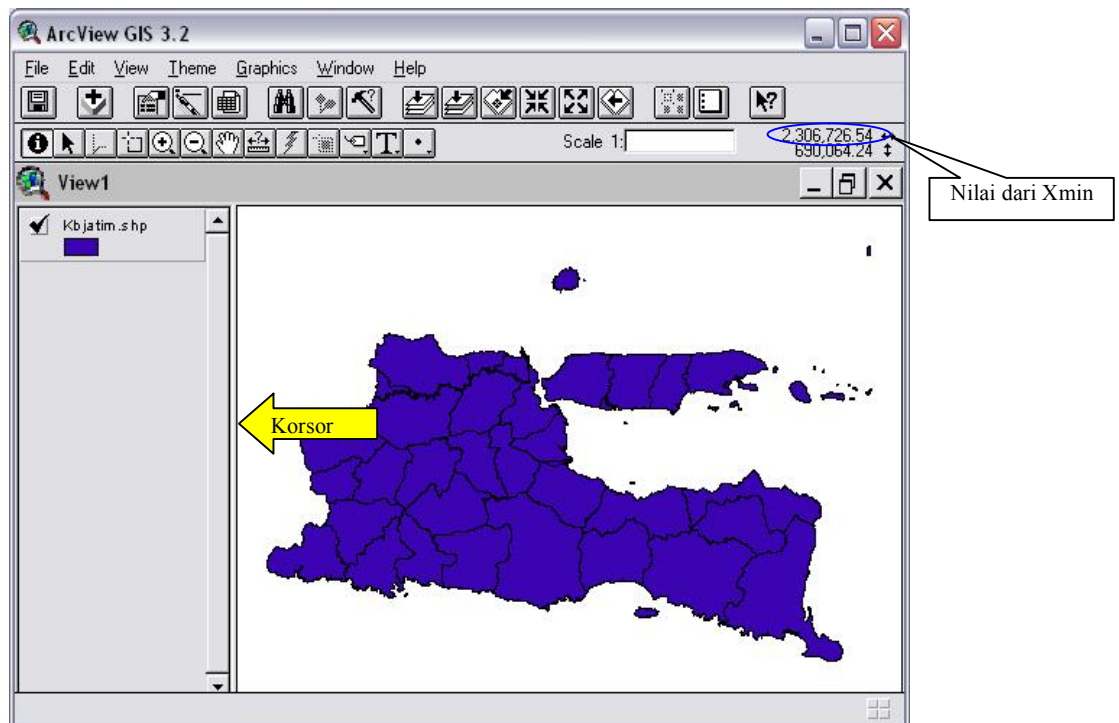 ArcView GIS 3.2
File Edit View Theme Graphics Window Help
Scale 1:
2,306,726.54
690,064.24
Nilai dari Xmin
View1
Kbjatim.shp
Korsor